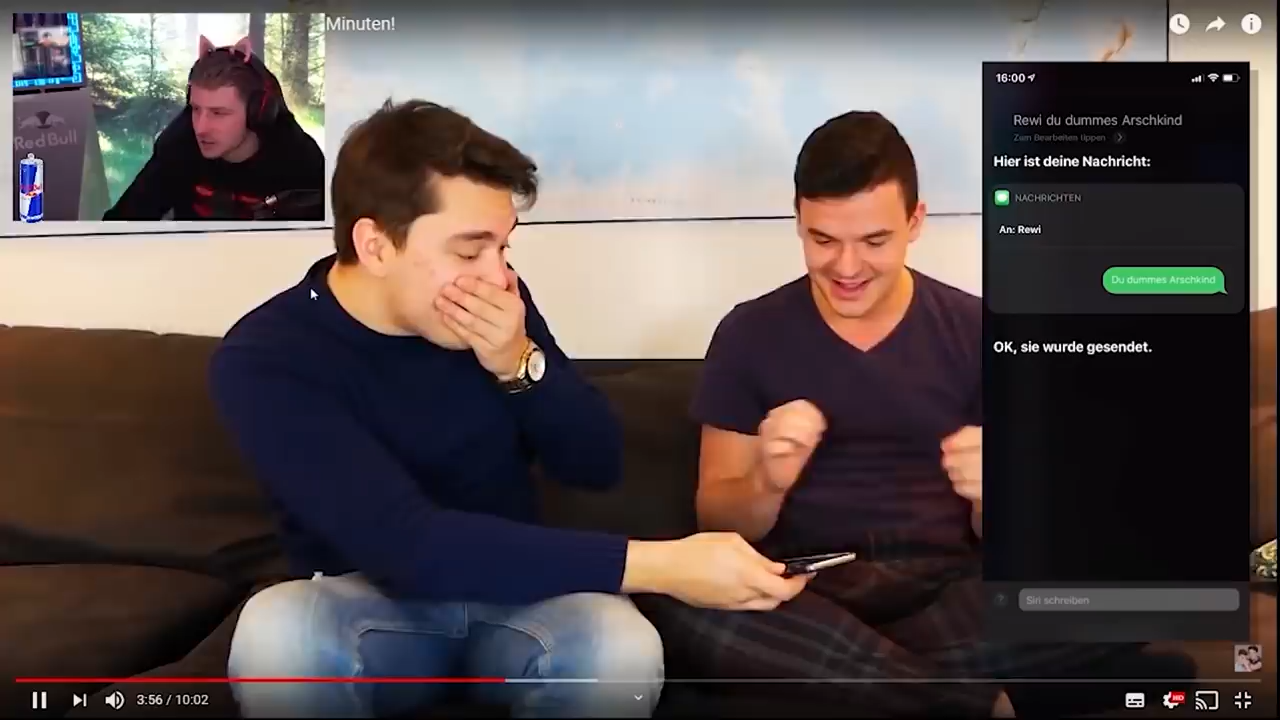 Minuten!
Red Bull
16:00
Rewi du dummes Arschkind
Zum Bearbeiten tippen
Hier ist deine Nachricht:
NACHRICHTEN
An: Rewi
Du dummes Arschkind
OK, sie wurde gesendet.
? Siri schreiben
3:56 / 10:02
HD